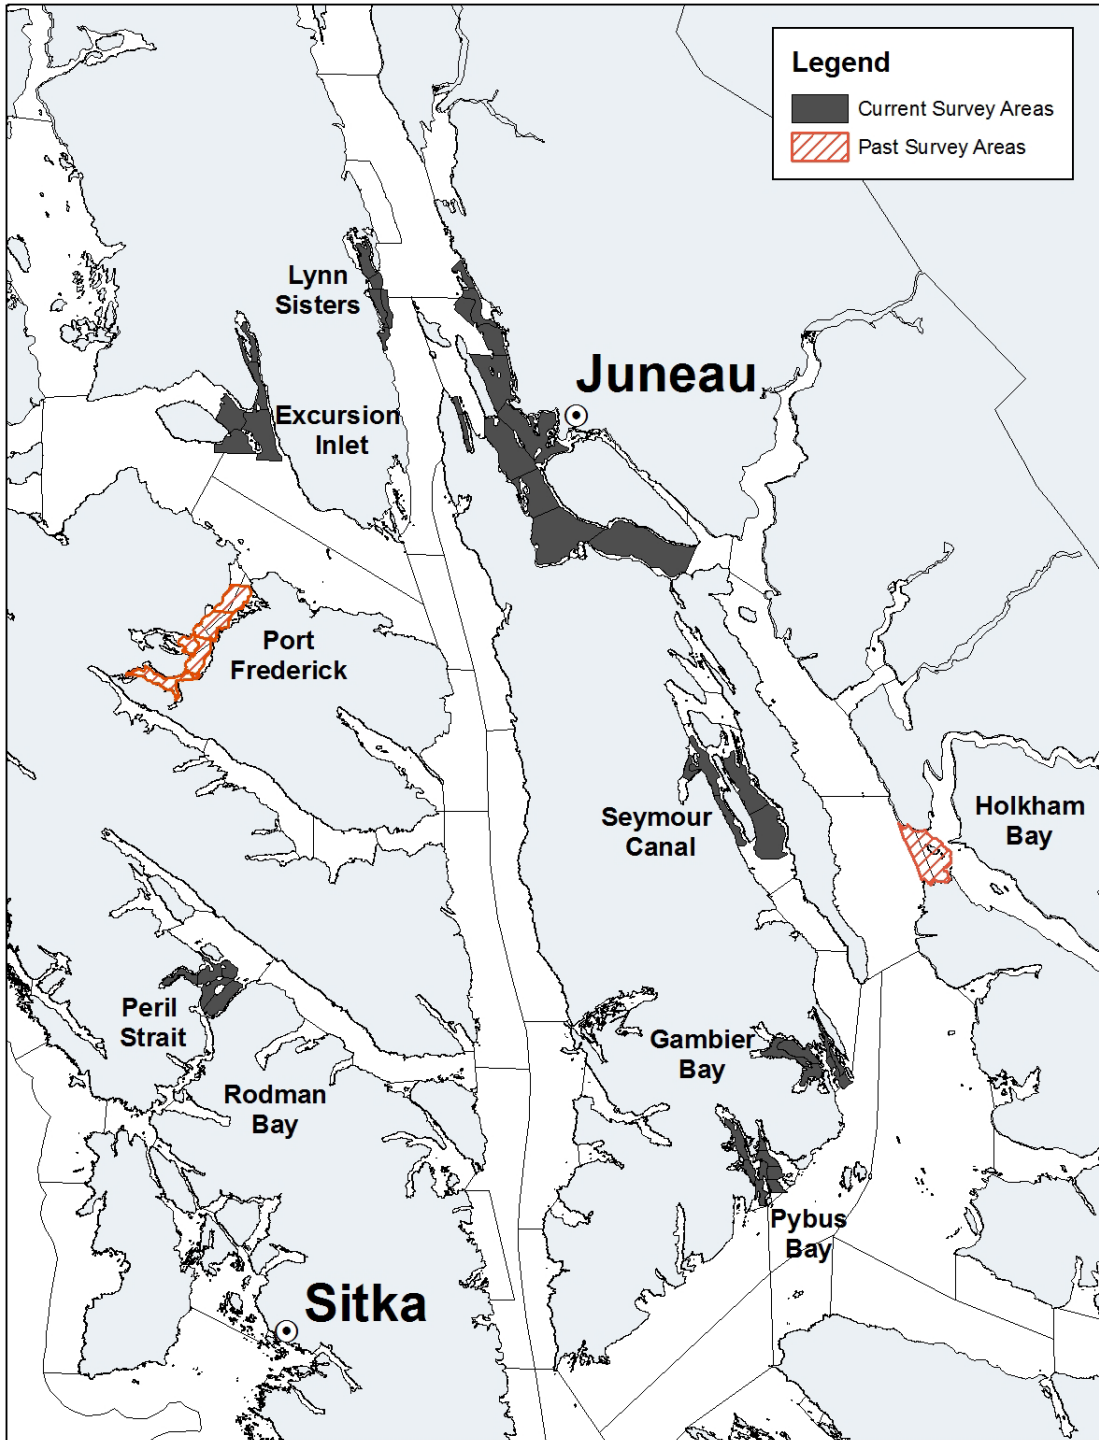 Legend
Current Survey Areas
Past Survey Areas
Lynn
Sisters
Juneau
Excursion
Inlet
Port
Frederick
Seymour
Canal
Holkham
Bay
Peril
Strait
Gambier
Bay
Rodman
Bay
Pybus
Bay
Sitka